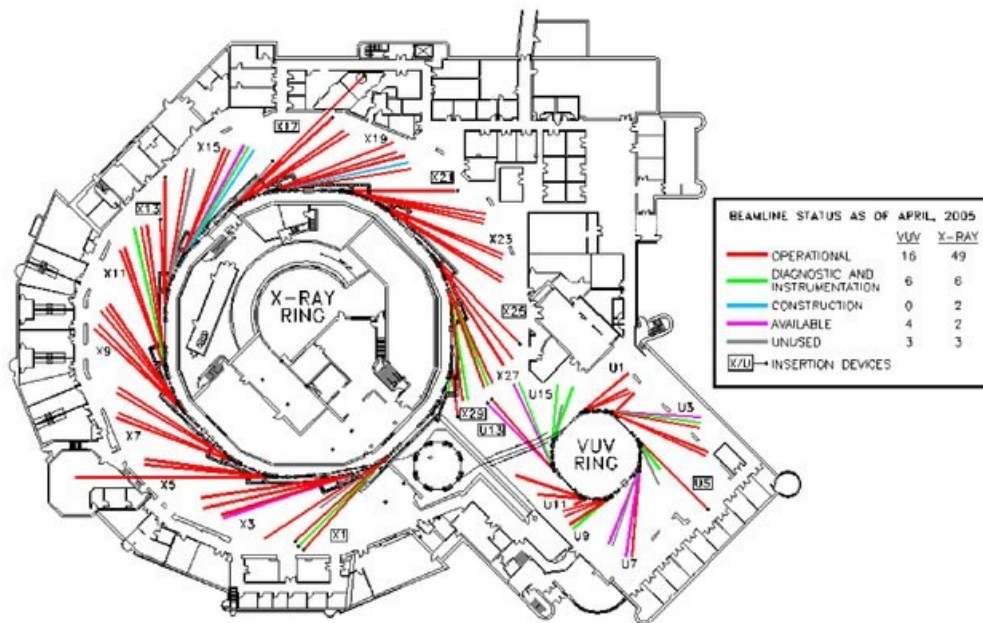 X17
X19
X15
X21
X13
X23
X11
X-RAY
RING
X25
X9
X27
U1
U15
X29
U13
U3
X7
VUV
RING
X5
U5
U11
X3
X1
U9
U7
BEAMLINE STATUS AS OF APRIL, 2005
VUV X-RAY
OPERATIONAL 16 49
DIAGNOSTIC AND
INSTRUMENTATION 6 6
CONSTRUCTION 0 2
AVAILABLE 4 2
UNUSED 3 3
X/U INSERTION DEVICES